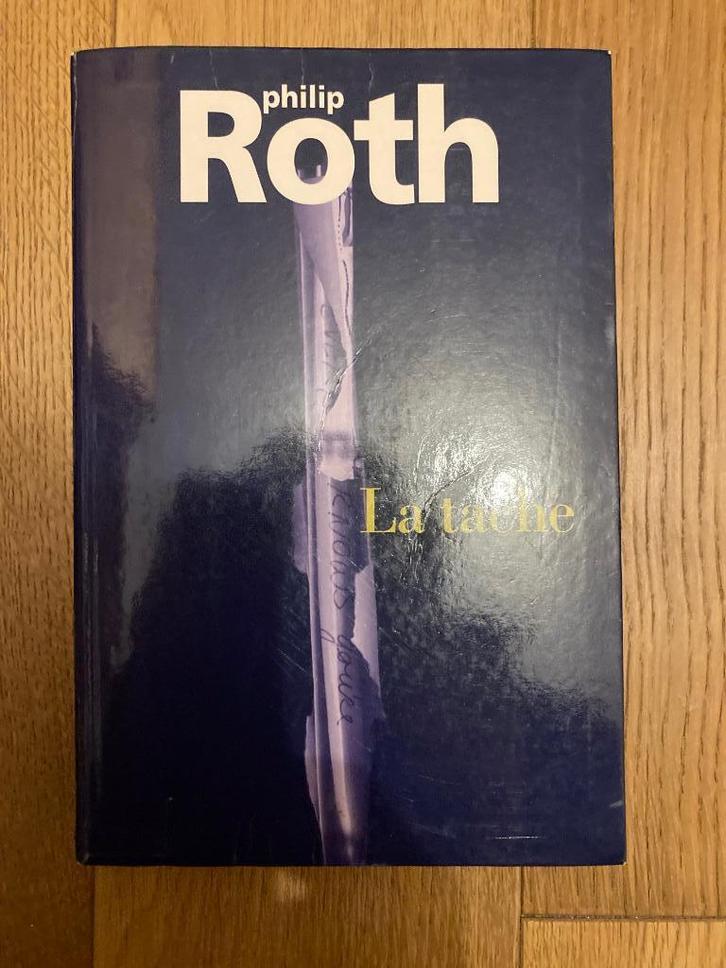 philip
Roth
La tache